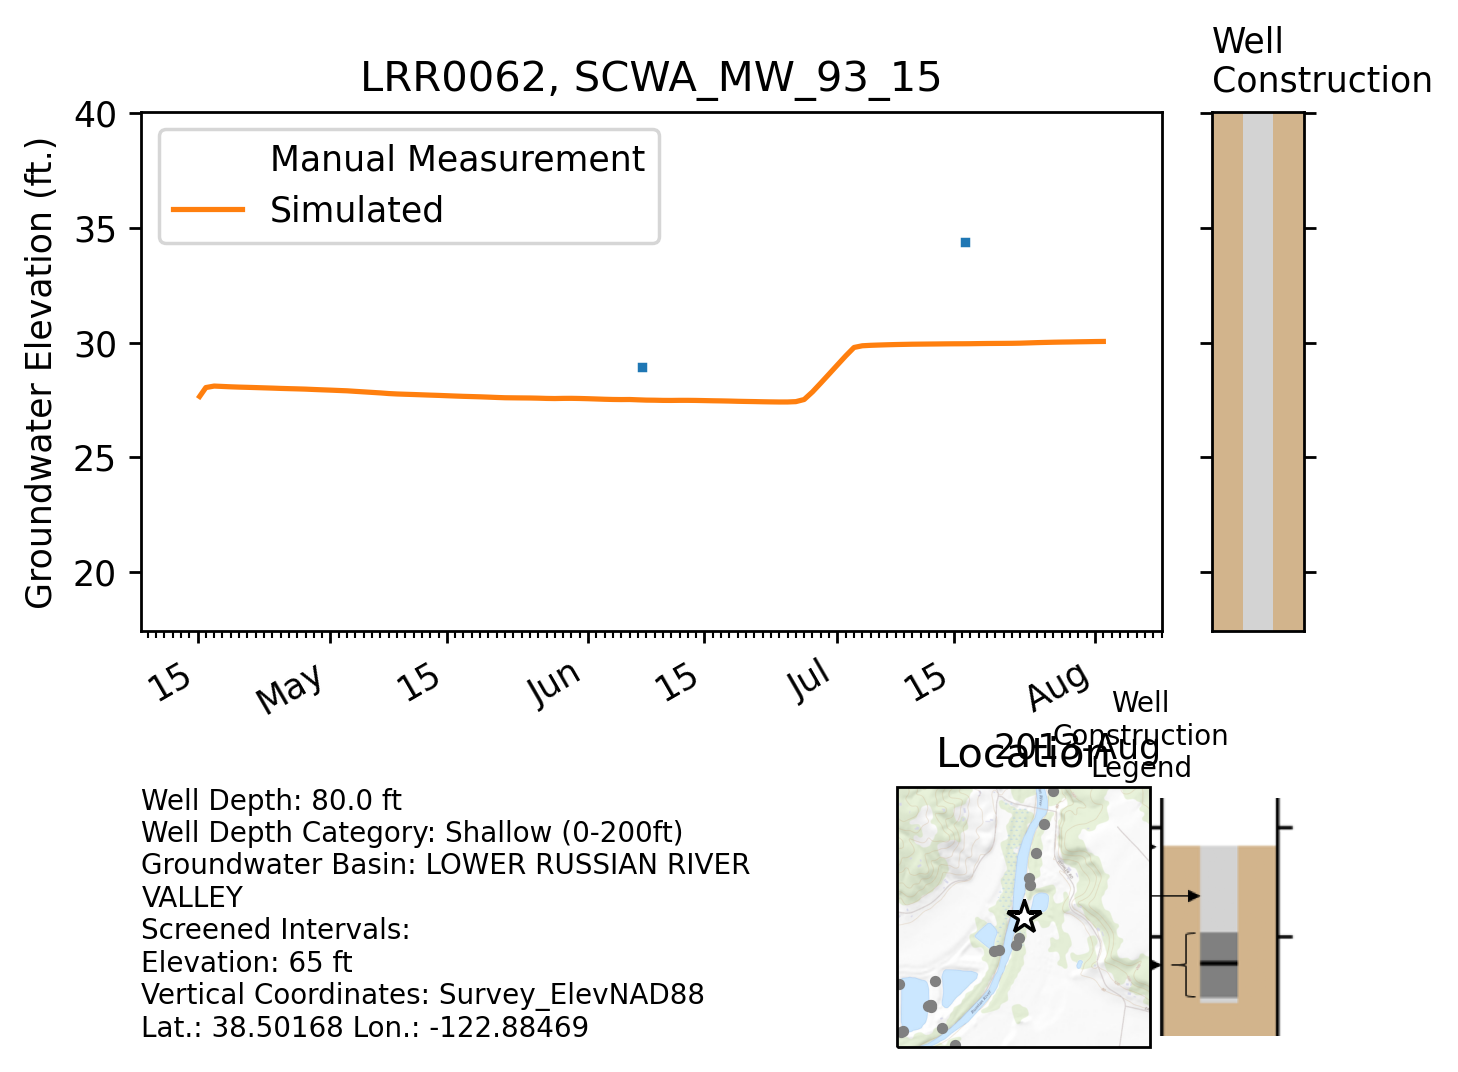 Well
Construction
LRR0062, SCWA_MW_93_15
Groundwater Elevation (ft.)
40
35
30
25
20
Manual Measurement
Simulated
15
May
15
Jun
15
Jul
15
Aug
2013-Aug
Location
Well
Construction
Legend
Well Depth: 80.0 ft
Well Depth Category: Shallow (0-200ft)
Groundwater Basin: LOWER RUSSIAN RIVER
VALLEY
Screened Intervals:
Elevation: 65 ft
Vertical Coordinates: Survey_ElevNAD88
Lat.: 38.50168 Lon.: -122.88469